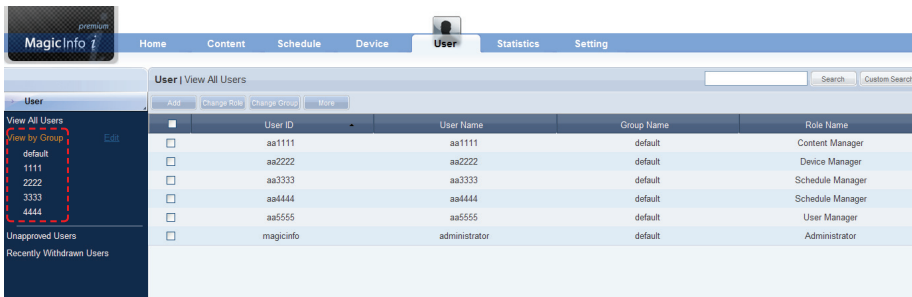 premium
MagicInfo i
Home Content Schedule Device User Statistics Setting
User | View All Users
Search Custom Search
User
Add Change Role Change Group More
View All Users
View by Group Edit
default
1111
2222
3333
4444
Unapproved Users
Recently Withdrawn Users
User ID User Name Group Name Role Name
aa1111 aa1111 default Content Manager
aa2222 aa2222 default Device Manager
aa3333 aa3333 default Schedule Manager
aa4444 aa4444 default Schedule Manager
aa5555 aa5555 default User Manager
magicinfo administrator default Administrator